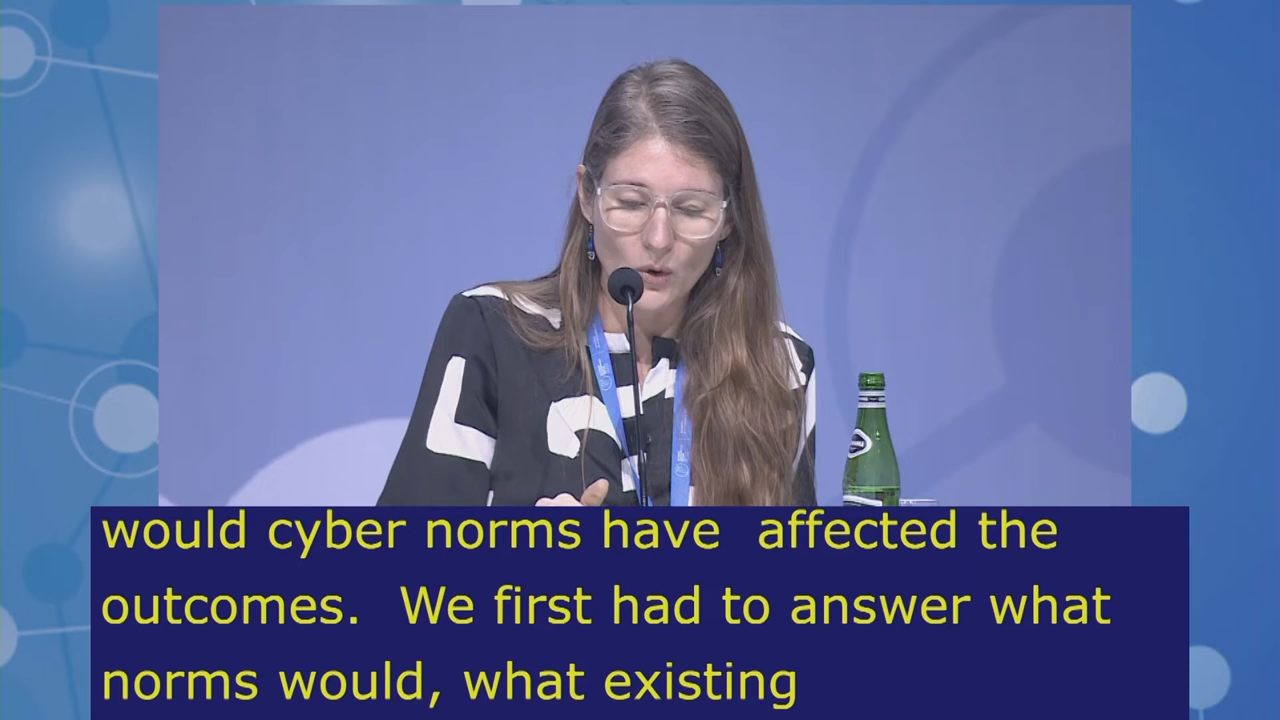 would cyber norms have  affected the
outcomes.  We first had to answer what
norms would, what existing